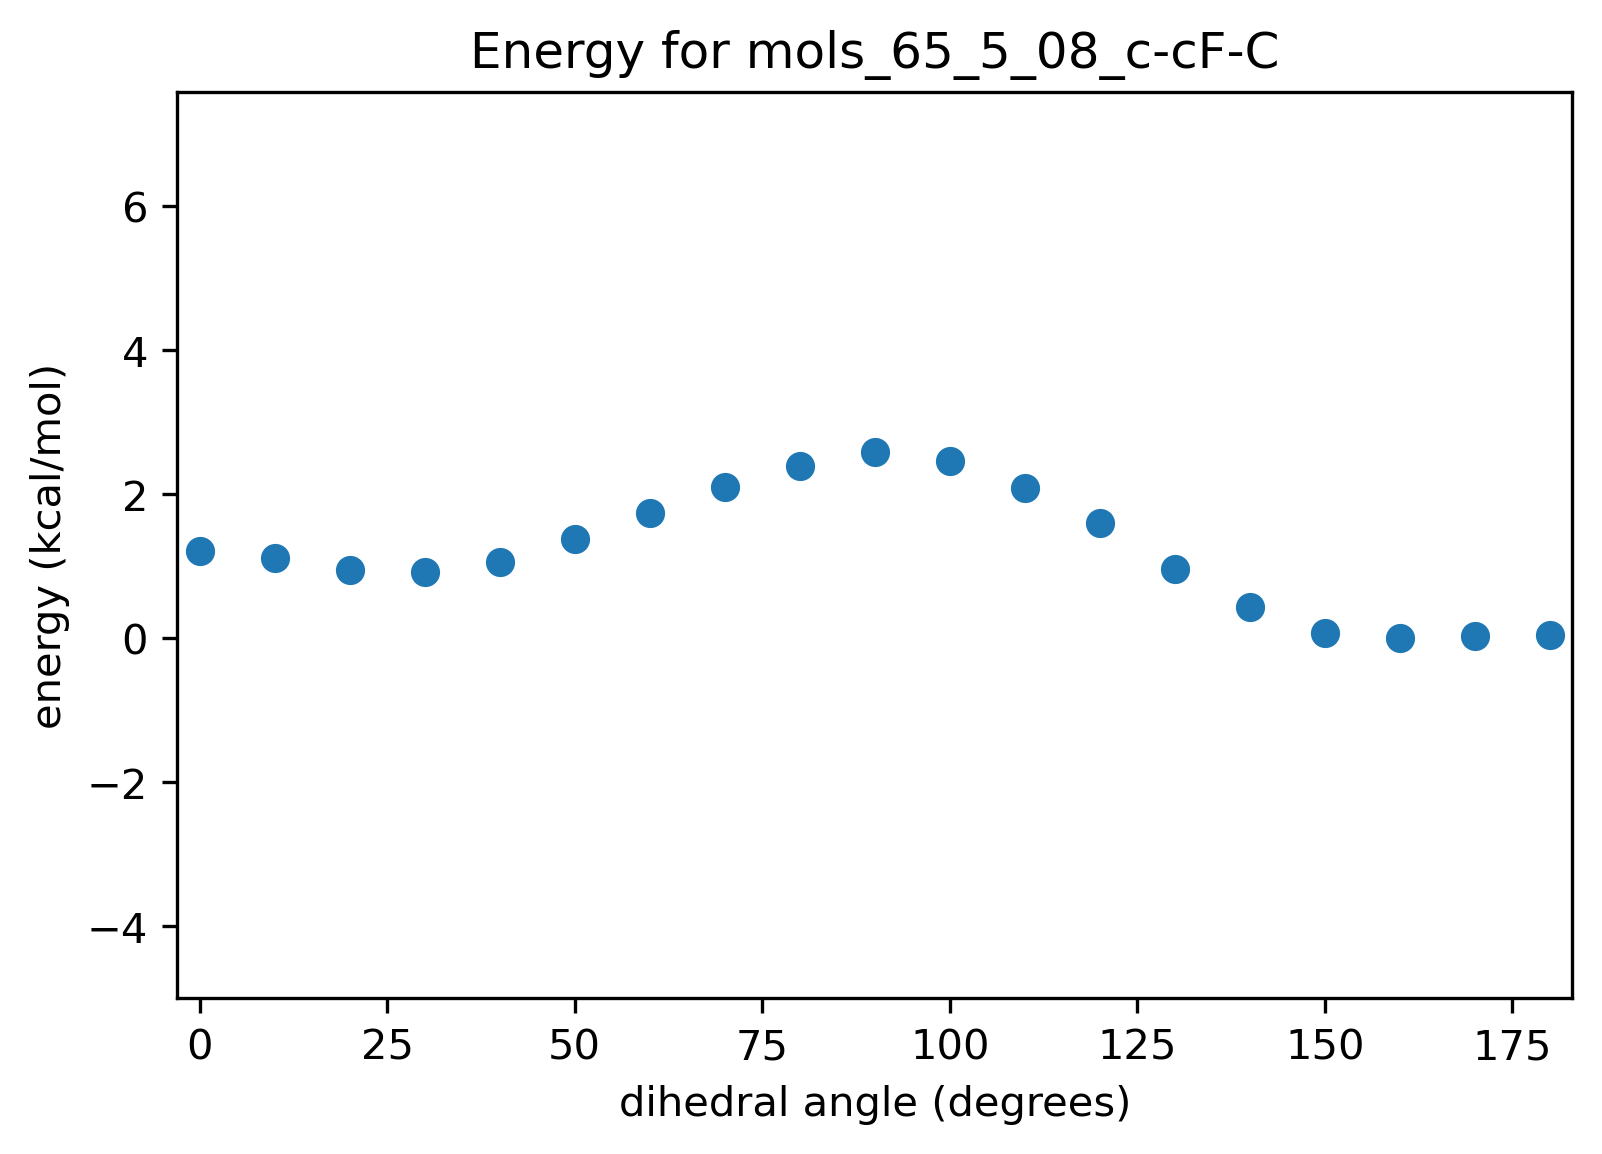 Energy for mols_65_5_08_c-cF-C
energy (kcal/mol)
6
4
2
0
−2
−4
0 25 50 75 100 125 150 175
dihedral angle (degrees)